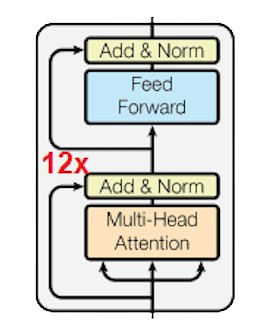 Add & Norm
Feed
Forward
12x
Add & Norm
Multi-Head
Attention